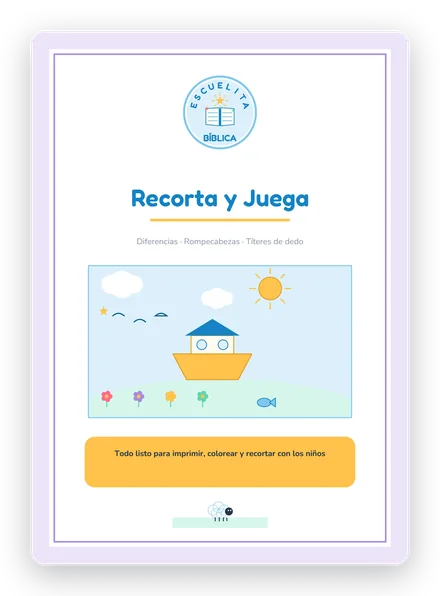 ESCUELITA
BÍBLICA
Recorta y Juega
Diferencias · Rompecabezas · Títeres de dedo
Todo listo para imprimir, colorear y recortar con los niños